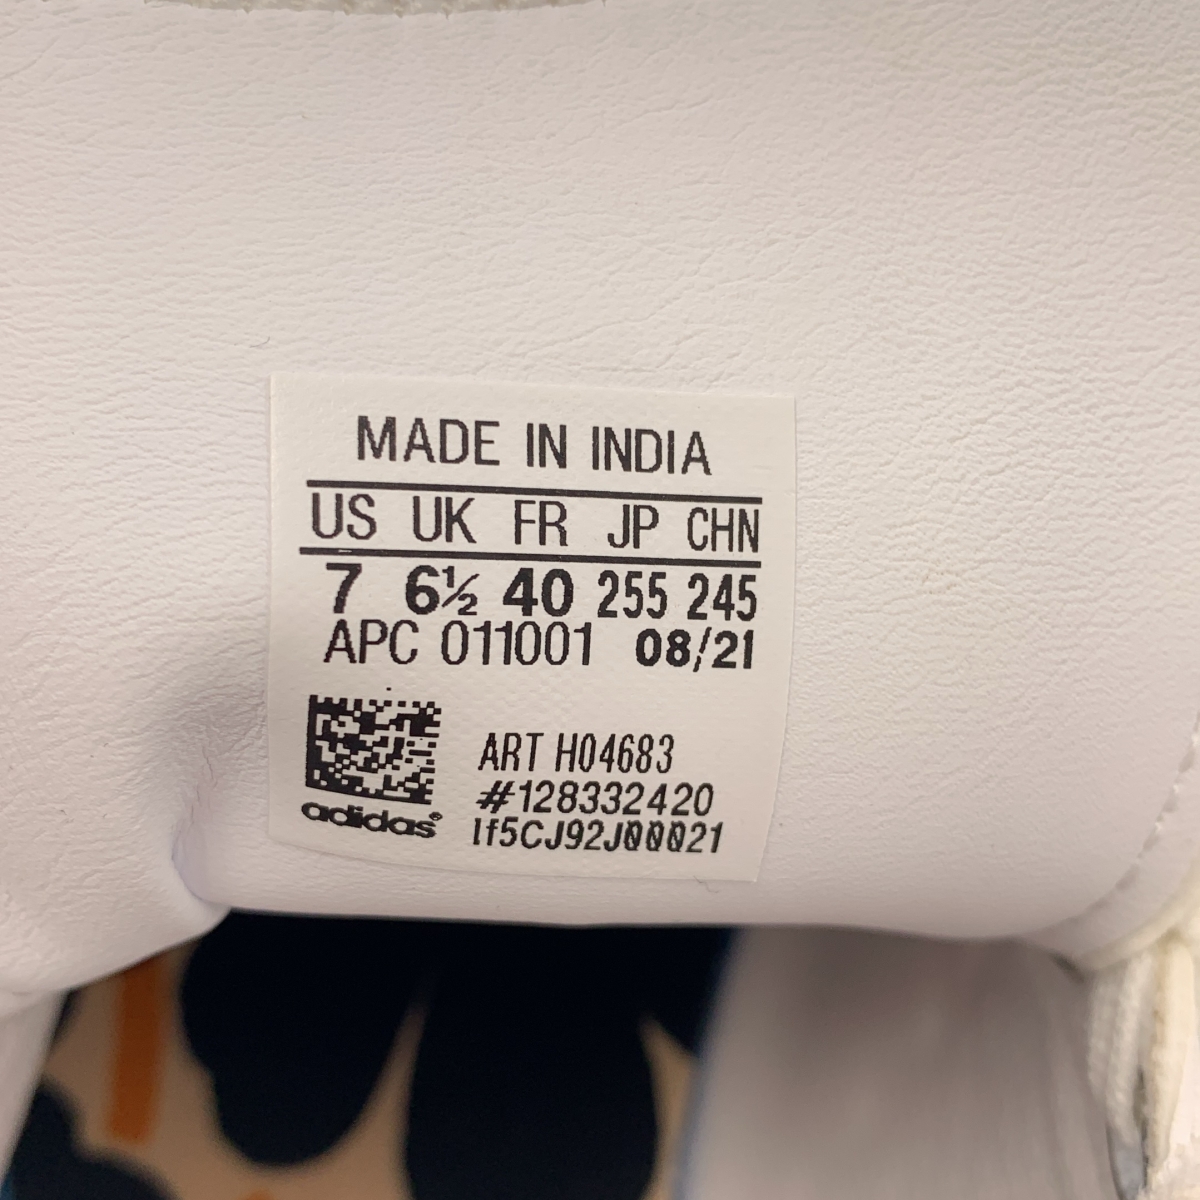 MADE IN INDIA
US UK FR JP CHN
7 6½ 40 255 245
APC 011001 08/21
ART H04683
#128332420
adidas®
1f5CJ92J00021